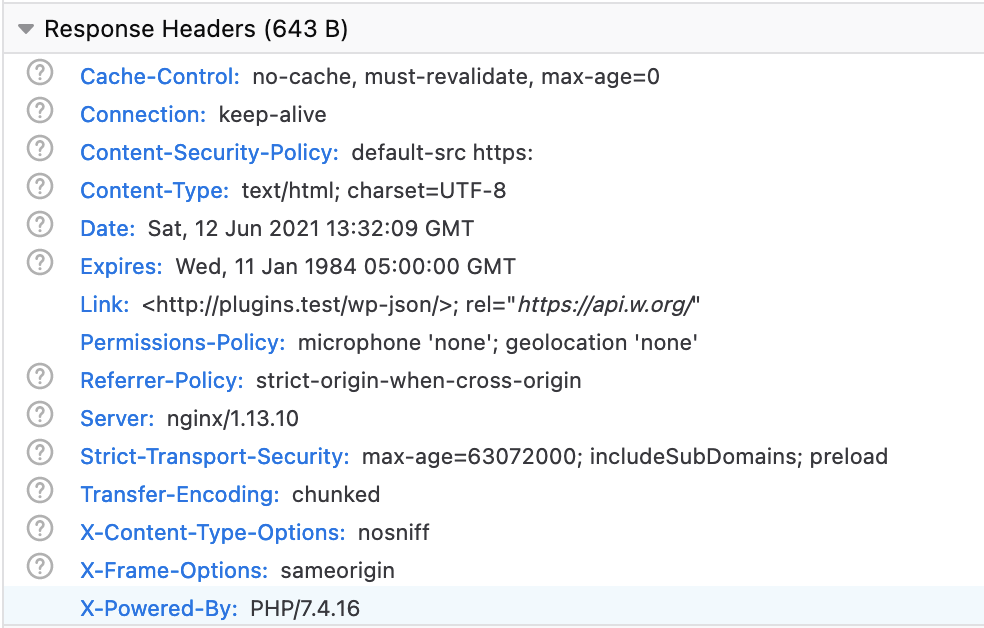 Response Headers (643 B)
Cache-Control: no-cache, must-revalidate, max-age=0
Connection: keep-alive
Content-Security-Policy: default-src https:
Content-Type: text/html; charset=UTF-8
Date: Sat, 12 Jun 2021 13:32:09 GMT
Expires: Wed, 11 Jan 1984 05:00:00 GMT
Link: <http://plugins.test/wp-json/>; rel="https://api.w.org/"
Permissions-Policy: microphone 'none'; geolocation 'none'
Referrer-Policy: strict-origin-when-cross-origin
Server: nginx/1.13.10
Strict-Transport-Security: max-age=63072000; includeSubDomains; preload
Transfer-Encoding: chunked
X-Content-Type-Options: nosniff
X-Frame-Options: sameorigin
X-Powered-By: PHP/7.4.16